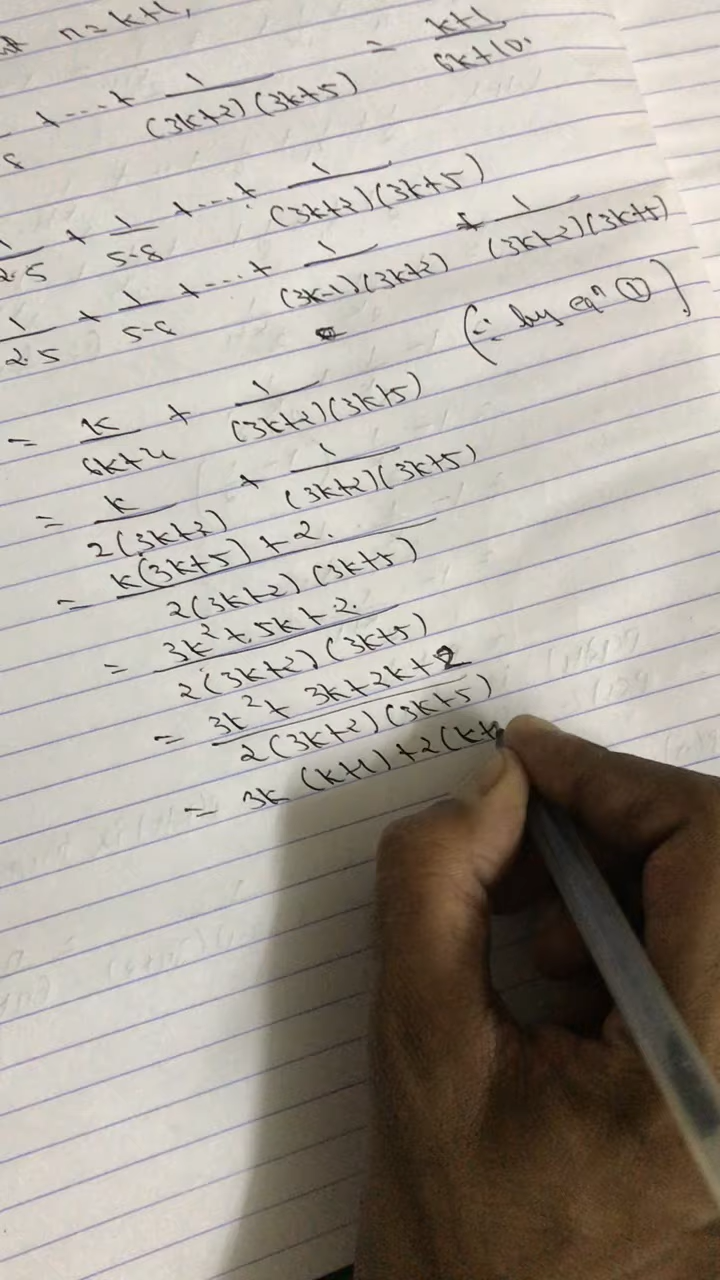 n=k+1,
8 + ... + 1/((3k+2)(3k+5)) = (k+1)/(6k+10).
1/(2.5) + 1/(5-8) + ... + 1/((3k+2)(3k+5))
1/(2.5) + 1/(5-8) + ... + 1/((3k-1)(3k+2)) + 1/((3k+2)(3k+5))
= k/(6k+4) + 1/((3k+2)(3k+5)) (∵ by eqⁿ ①)
= k/(2(3k+2)) + 1/((3k+2)(3k+5))
= (k(3k+5)+2.)/(2(3k+2)(3k+5))
= (3k²+5k+2.)/(2(3k+2)(3k+5))
= (3k²+3k+2k+2)/(2(3k+2)(3k+5))
= 3k(k+1)+2(k+